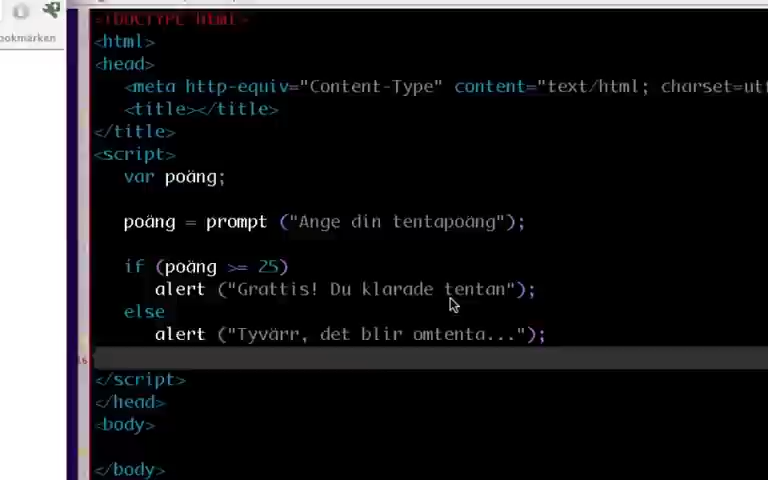 okmärken
<!DOCTYPE html>
<html>
<head>
<meta http-equiv="Content-Type" content="text/html; charset=utf
<title></title>
</title>
<script>
var poäng;
poäng = prompt ("Ange din tentapoäng");
if (poäng >= 25)
alert ("Grattis! Du klarade tentan");
else
alert ("Tyvärr, det blir omtenta...");
16
</script>
</head>
<body>
</body>